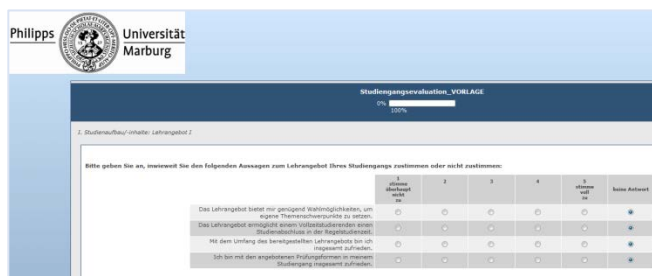 Philipps
Universität
Marburg
Studiengangsevaluation_VORLAGE
0%
100%
1. Studienaufbau/-inhalte: Lehrangebot I
Bitte geben Sie an, inwieweit Sie den folgenden Aussagen zum Lehrangebot Ihres Studiengangs zustimmen oder nicht zustimmen:
1
stimme
überhaupt
nicht
zu
2
3
4
5
stimme
voll
zu
keine Antwort
Das Lehrangebot bietet mir genügend Wahlmöglichkeiten, um
eigene Themenschwerpunkte zu setzen.
Das Lehrangebot ermöglicht einem Vollzeitstudierenden einen
Studienabschluss in der Regelstudienzeit.
Mit dem Umfang des bereitgestellten Lehrangebots bin ich
insgesamt zufrieden.
Ich bin mit den angebotenen Prüfungsformen in meinem
Studiengang insgesamt zufrieden.